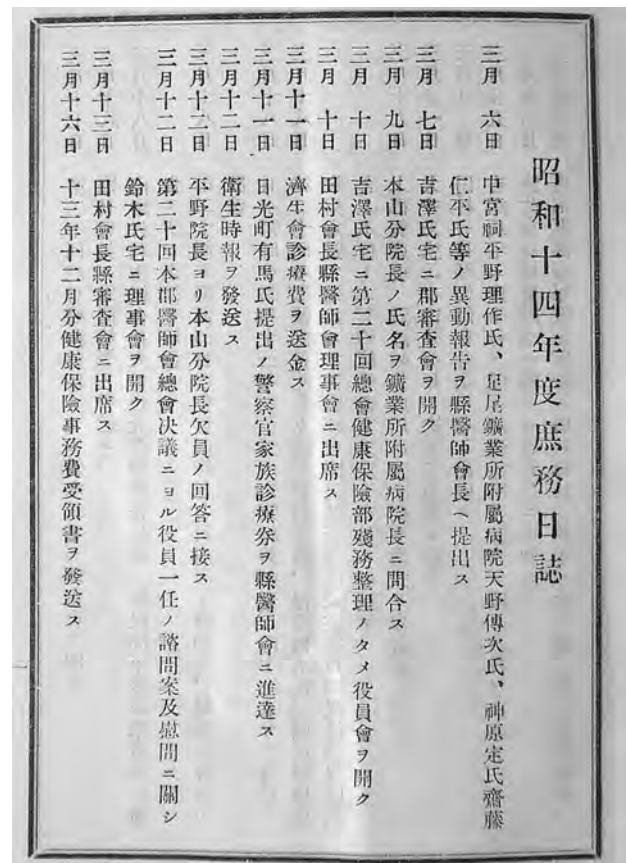 昭和十四年度庶務日誌
三月　六日　中宮祠平野理作氏、足尾鑛業所附屬病院天野傳次氏、神原定氏齋藤
仁平氏等ノ異動報告ヲ縣醫師會長ヘ提出ス
三月　七日　吉澤氏宅ニ郡審査會ヲ開ク
三月　九日　本山分院長ノ氏名ヲ鑛業所附屬病院長ニ問合ス
三月　十日　吉澤氏宅ニ第二十回總會健康保險部殘務整理ノタメ役員會ヲ開ク
三月　十日　田村會長縣醫師會理事會ニ出席ス
三月十一日　濟生會診療費ヲ送金ス
三月十一日　日光町有馬氏提出ノ警察官家族診療券ヲ縣醫師會ニ進達ス
三月十二日　衛生時報ヲ發送ス
三月十二日　平野院長ヨリ本山分院長欠員ノ回答ニ接ス
三月十二日　第二十回本郡醫師會總會決議ニヨル役員一任ノ諮問案及慰問ニ關シ
鈴木氏宅ニ理事會ヲ開ク
三月十三日　田村會長縣審査會ニ出席ス
三月十六日　十三年十二月分健康保險事務費受領書ヲ發送ス